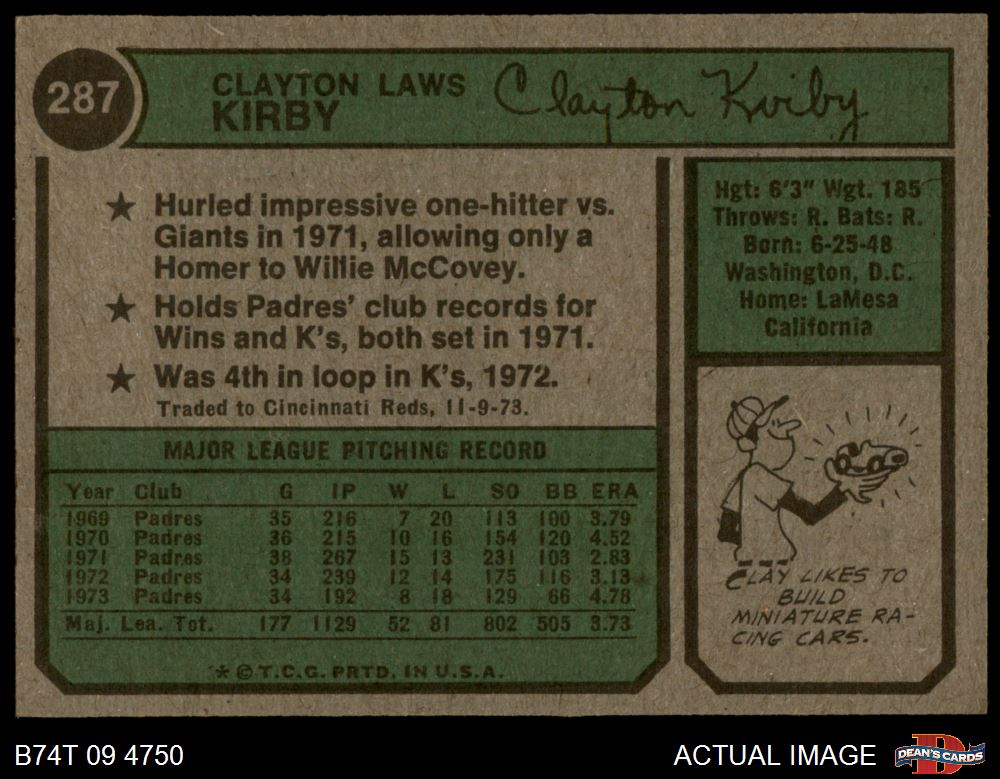 287
CLAYTON LAWS
KIRBY
Clayton Kirby
★ Hurled impressive one-hitter vs.
Giants in 1971, allowing only a
Homer to Willie McCovey.
★ Holds Padres' club records for
Wins and K's, both set in 1971.
★ Was 4th in loop in K's, 1972.
Traded to Cincinnati Reds, 11-9-73.
Hgt: 6'3" Wgt. 185
Throws: R. Bats: R.
Born: 6-25-48
Washington, D.C.
Home: LaMesa
California
MAJOR LEAGUE PITCHING RECORD
Year Club G IP W L SO BB ERA
1969 Padres 35 216 7 20 113 100 3.79
1970 Padres 36 215 10 16 154 120 4.52
1971 Padres 38 267 15 13 231 103 2.83
1972 Padres 34 239 12 14 175 116 3.13
1973 Padres 34 192 8 18 129 66 4.78
Maj. Lea. Tot. 177 1129 52 81 802 505 3.73
* © T.C.G. PRTD. IN U.S.A.
CLAY LIKES TO
BUILD
MINIATURE RA-
CING CARS.
B74T 09 4750
ACTUAL IMAGE
DEAN'S CARDS